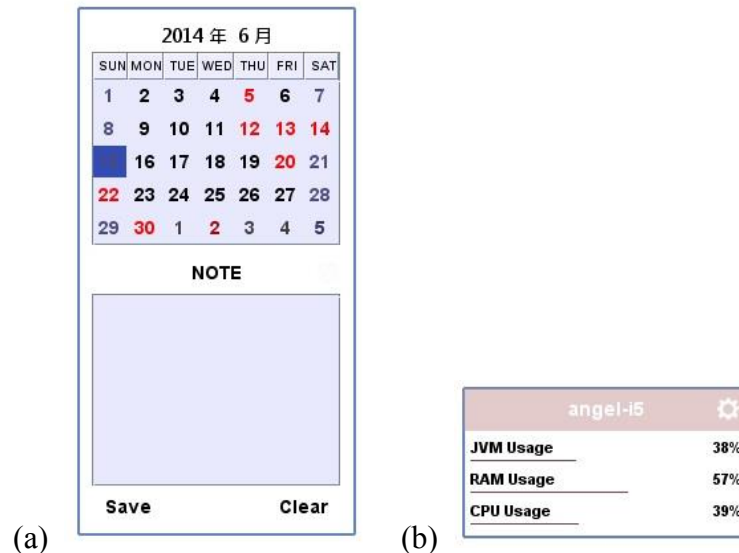 2014 年 6 月
SUN MON TUE WED THU FRI SAT
1 2 3 4 5 6 7
8 9 10 11 12 13 14
16 17 18 19 20 21
22 23 24 25 26 27 28
29 30 1 2 3 4 5
NOTE
Save Clear
(a)
angel-i5
JVM Usage 38%
RAM Usage 57%
CPU Usage 39%
(b)